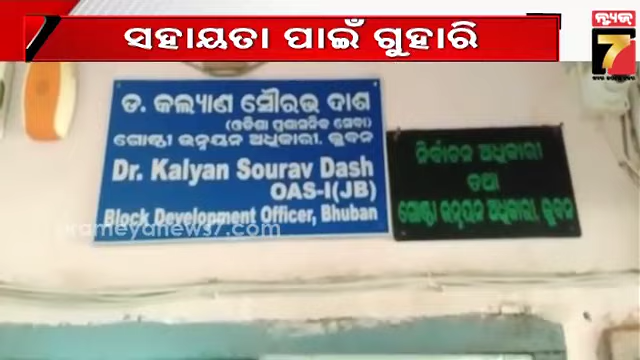 ସହାୟତା ପାଇଁ ଗୁହାରି
ନ୍ୟୁଜ୍
7
ଡ. କଲ୍ୟାଣ ସୌରଭ ଦାଶ
(ଓଡିଶା ପ୍ରଶାସନିକ ସେବା)
ଗୋଷ୍ଠୀ ଉନ୍ନୟନ ଅଧିକାରୀ, ଭୁବନ
Dr. Kalyan Sourav Dash
OAS-I(JB)
Block Development Officer, Bhuban
ନିର୍ବାଚନ ଅଧିକାରୀ
ତଥା
ଗୋଷ୍ଠୀ ଉନ୍ନୟନ ଅଧିକାରୀ, ଭୁବନ
prameyanews7.com